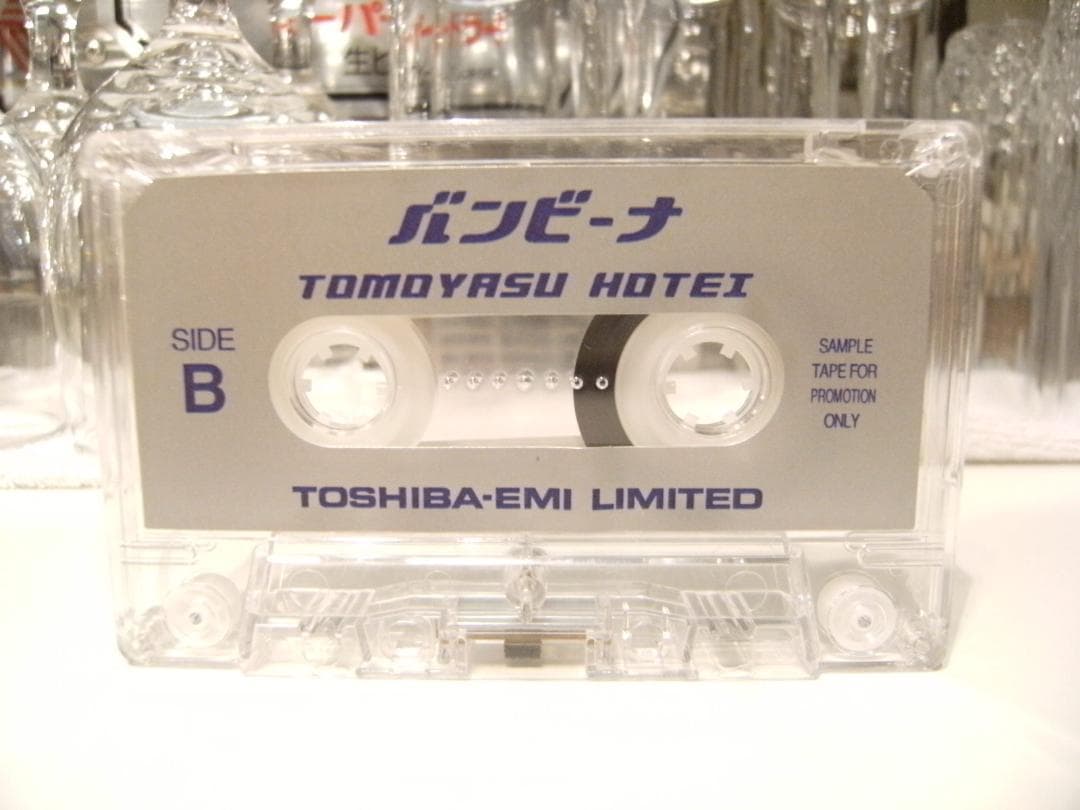 バンビーナ
TOMOYASU HOTEI
SIDE
B
SAMPLE
TAPE FOR
PROMOTION
ONLY
TOSHIBA-EMI LIMITED